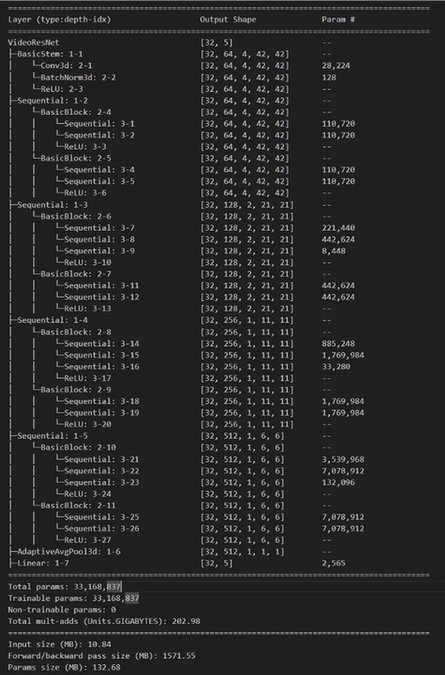 ==========================================================================================
Layer (type:depth-idx) Output Shape Param #
==========================================================================================
VideoResNet [32, 5] --
├─BasicStem: 1-1 [32, 64, 4, 42, 42] --
│ └─Conv3d: 2-1 [32, 64, 4, 42, 42] 28,224
│ └─BatchNorm3d: 2-2 [32, 64, 4, 42, 42] 128
│ └─ReLU: 2-3 [32, 64, 4, 42, 42] --
├─Sequential: 1-2 [32, 64, 4, 42, 42] --
│ └─BasicBlock: 2-4 [32, 64, 4, 42, 42] --
│ │ └─Sequential: 3-1 [32, 64, 4, 42, 42] 110,720
│ │ └─Sequential: 3-2 [32, 64, 4, 42, 42] 110,720
│ │ └─ReLU: 3-3 [32, 64, 4, 42, 42] --
│ └─BasicBlock: 2-5 [32, 64, 4, 42, 42] --
│ │ └─Sequential: 3-4 [32, 64, 4, 42, 42] 110,720
│ │ └─Sequential: 3-5 [32, 64, 4, 42, 42] 110,720
│ │ └─ReLU: 3-6 [32, 64, 4, 42, 42] --
├─Sequential: 1-3 [32, 128, 2, 21, 21] --
│ └─BasicBlock: 2-6 [32, 128, 2, 21, 21] --
│ │ └─Sequential: 3-7 [32, 128, 2, 21, 21] 221,440
│ │ └─Sequential: 3-8 [32, 128, 2, 21, 21] 442,624
│ │ └─Sequential: 3-9 [32, 128, 2, 21, 21] 8,448
│ │ └─ReLU: 3-10 [32, 128, 2, 21, 21] --
│ └─BasicBlock: 2-7 [32, 128, 2, 21, 21] --
│ │ └─Sequential: 3-11 [32, 128, 2, 21, 21] 442,624
│ │ └─Sequential: 3-12 [32, 128, 2, 21, 21] 442,624
│ │ └─ReLU: 3-13 [32, 128, 2, 21, 21] --
├─Sequential: 1-4 [32, 256, 1, 11, 11] --
│ └─BasicBlock: 2-8 [32, 256, 1, 11, 11] --
│ │ └─Sequential: 3-14 [32, 256, 1, 11, 11] 885,248
│ │ └─Sequential: 3-15 [32, 256, 1, 11, 11] 1,769,984
│ │ └─Sequential: 3-16 [32, 256, 1, 11, 11] 33,280
│ │ └─ReLU: 3-17 [32, 256, 1, 11, 11] --
│ └─BasicBlock: 2-9 [32, 256, 1, 11, 11] --
│ │ └─Sequential: 3-18 [32, 256, 1, 11, 11] 1,769,984
│ │ └─Sequential: 3-19 [32, 256, 1, 11, 11] 1,769,984
│ │ └─ReLU: 3-20 [32, 256, 1, 11, 11] --
├─Sequential: 1-5 [32, 512, 1, 6, 6] --
│ └─BasicBlock: 2-10 [32, 512, 1, 6, 6] --
│ │ └─Sequential: 3-21 [32, 512, 1, 6, 6] 3,539,968
│ │ └─Sequential: 3-22 [32, 512, 1, 6, 6] 7,078,912
│ │ └─Sequential: 3-23 [32, 512, 1, 6, 6] 132,096
│ │ └─ReLU: 3-24 [32, 512, 1, 6, 6] --
│ └─BasicBlock: 2-11 [32, 512, 1, 6, 6] --
│ │ └─Sequential: 3-25 [32, 512, 1, 6, 6] 7,078,912
│ │ └─Sequential: 3-26 [32, 512, 1, 6, 6] 7,078,912
│ │ └─ReLU: 3-27 [32, 512, 1, 6, 6] --
├─AdaptiveAvgPool3d: 1-6 [32, 512, 1, 1, 1] --
├─Linear: 1-7 [32, 5] 2,565
==========================================================================================
Total params: 33,168,837
Trainable params: 33,168,837
Non-trainable params: 0
Total mult-adds (Units.GIGABYTES): 202.98
==========================================================================================
Input size (MB): 10.84
Forward/backward pass size (MB): 1571.55
Params size (MB): 132.68